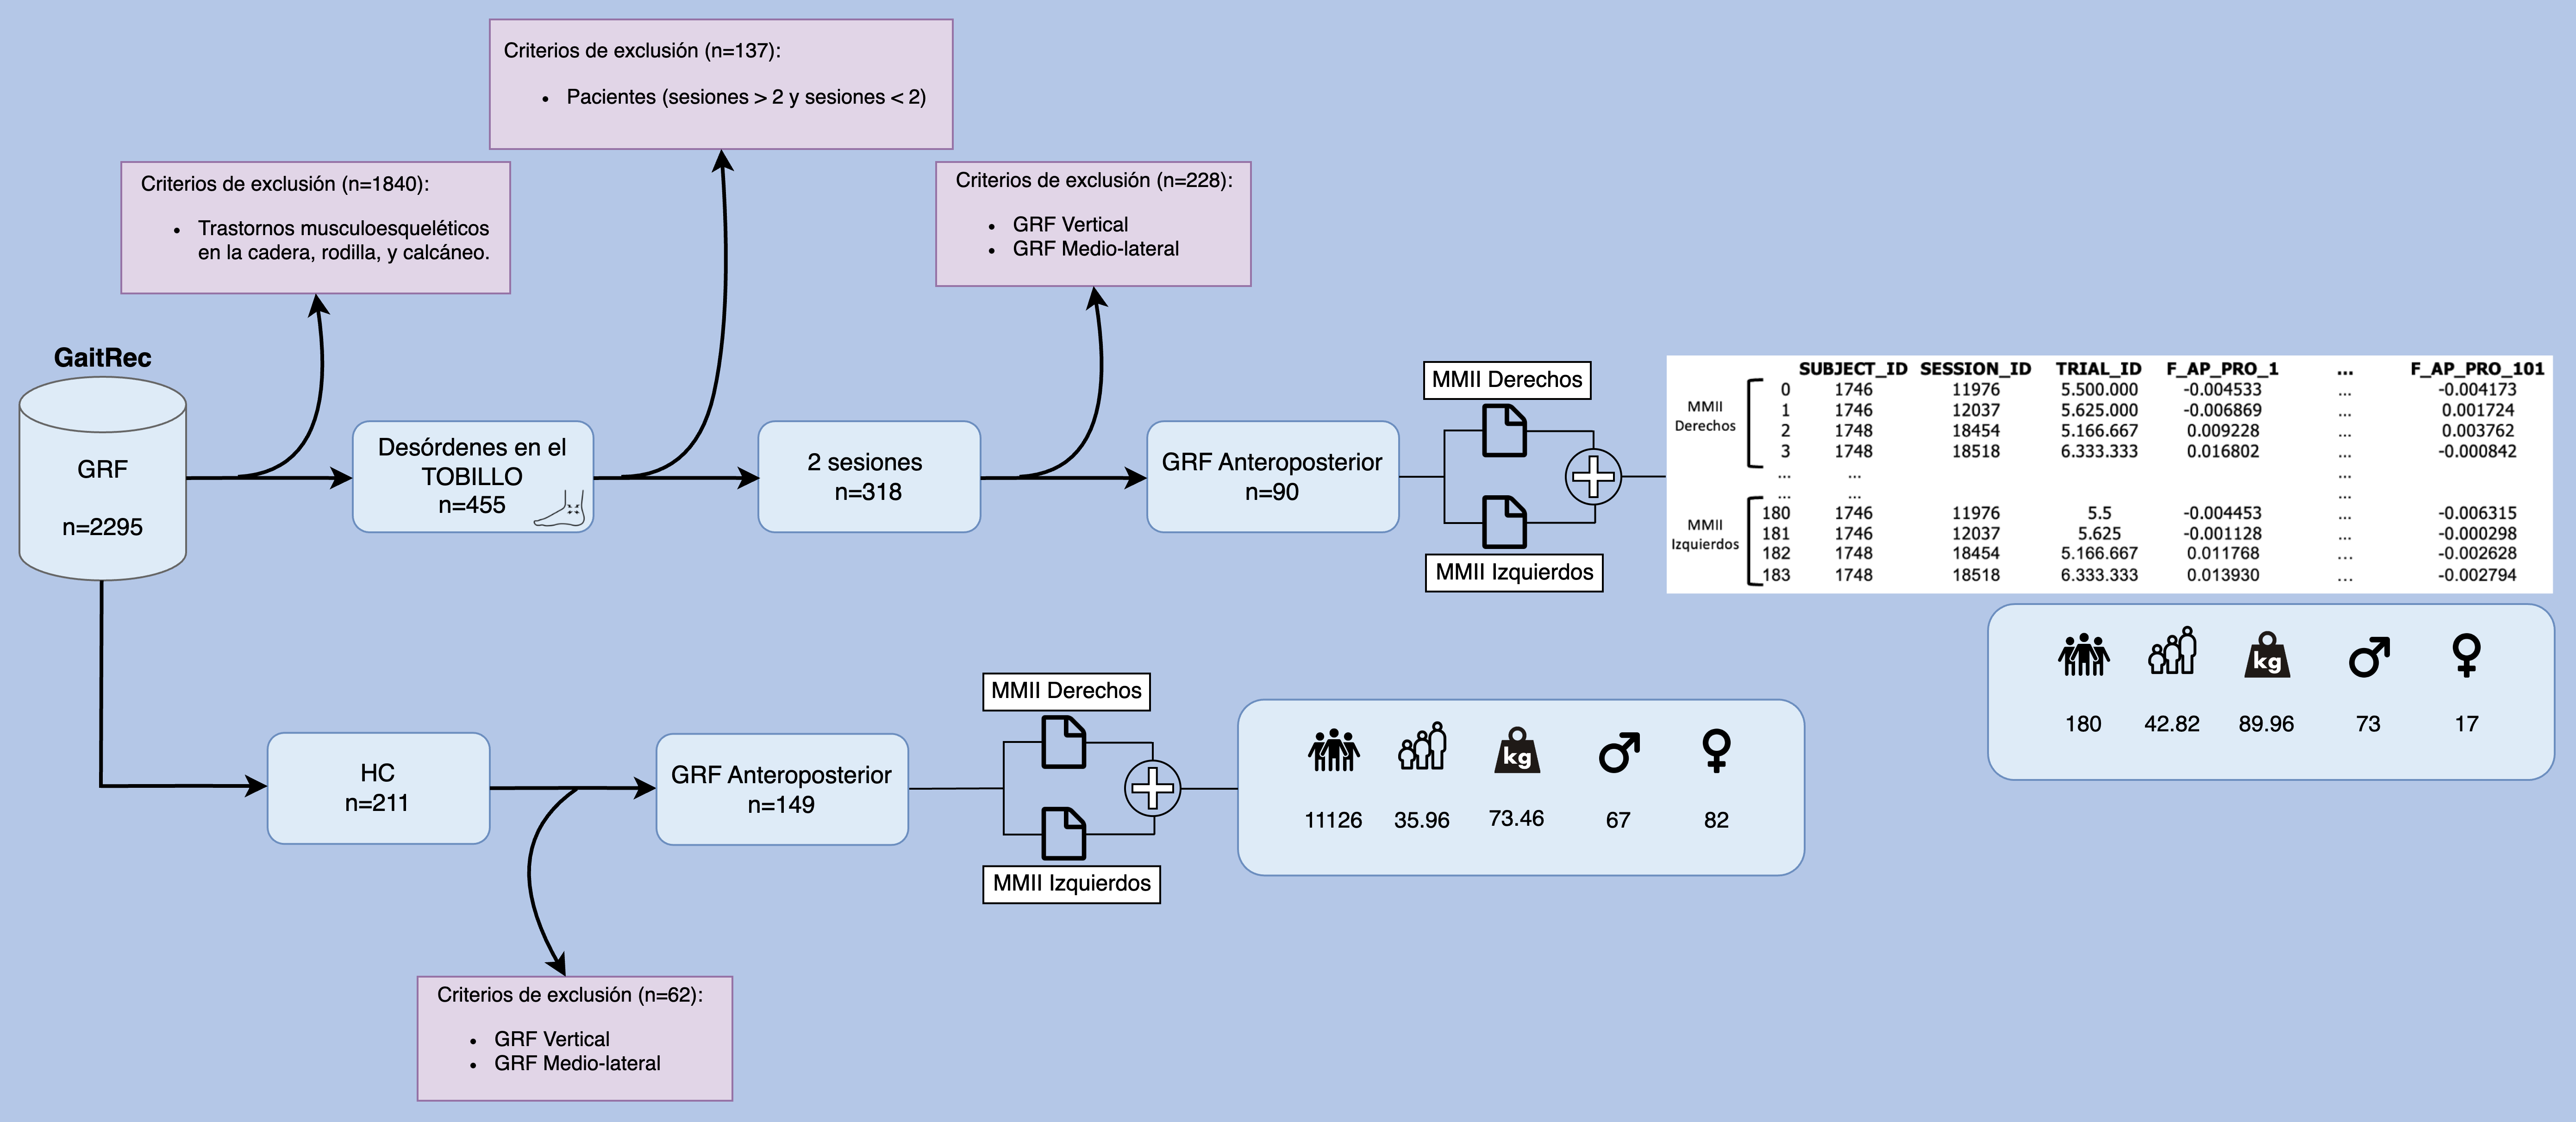 Criterios de exclusión (n=137):
• Pacientes (sesiones > 2 y sesiones < 2)
Criterios de exclusión (n=1840):
• Trastornos musculoesqueléticos
en la cadera, rodilla, y calcáneo.
Criterios de exclusión (n=228):
• GRF Vertical
• GRF Medio-lateral
GaitRec
GRF
n=2295
Desórdenes en el
TOBILLO
n=455
2 sesiones
n=318
GRF Anteroposterior
n=90
MMII Derechos
MMII Izquierdos
SUBJECT_ID SESSION_ID TRIAL_ID F_AP_PRO_1 ... F_AP_PRO_101
MMII
Derechos
0 1746 11976 5.500.000 -0.004533 ... -0.004173
1 1746 12037 5.625.000 -0.006869 ... 0.001724
2 1748 18454 5.166.667 0.009228 ... 0.003762
3 1748 18518 6.333.333 0.016802 ... -0.000842
... ... ... ...
... ... ... ...
MMII
Izquierdos
180 1746 11976 5.5 -0.004453 ... -0.006315
181 1746 12037 5.625 -0.001128 ... -0.000298
182 1748 18454 5.166.667 0.011768 ... -0.002628
183 1748 18518 6.333.333 0.013930 ... -0.002794
kg
180 42.82 89.96 73 17
HC
n=211
GRF Anteroposterior
n=149
MMII Derechos
MMII Izquierdos
kg
11126 35.96 73.46 67 82
Criterios de exclusión (n=62):
• GRF Vertical
• GRF Medio-lateral